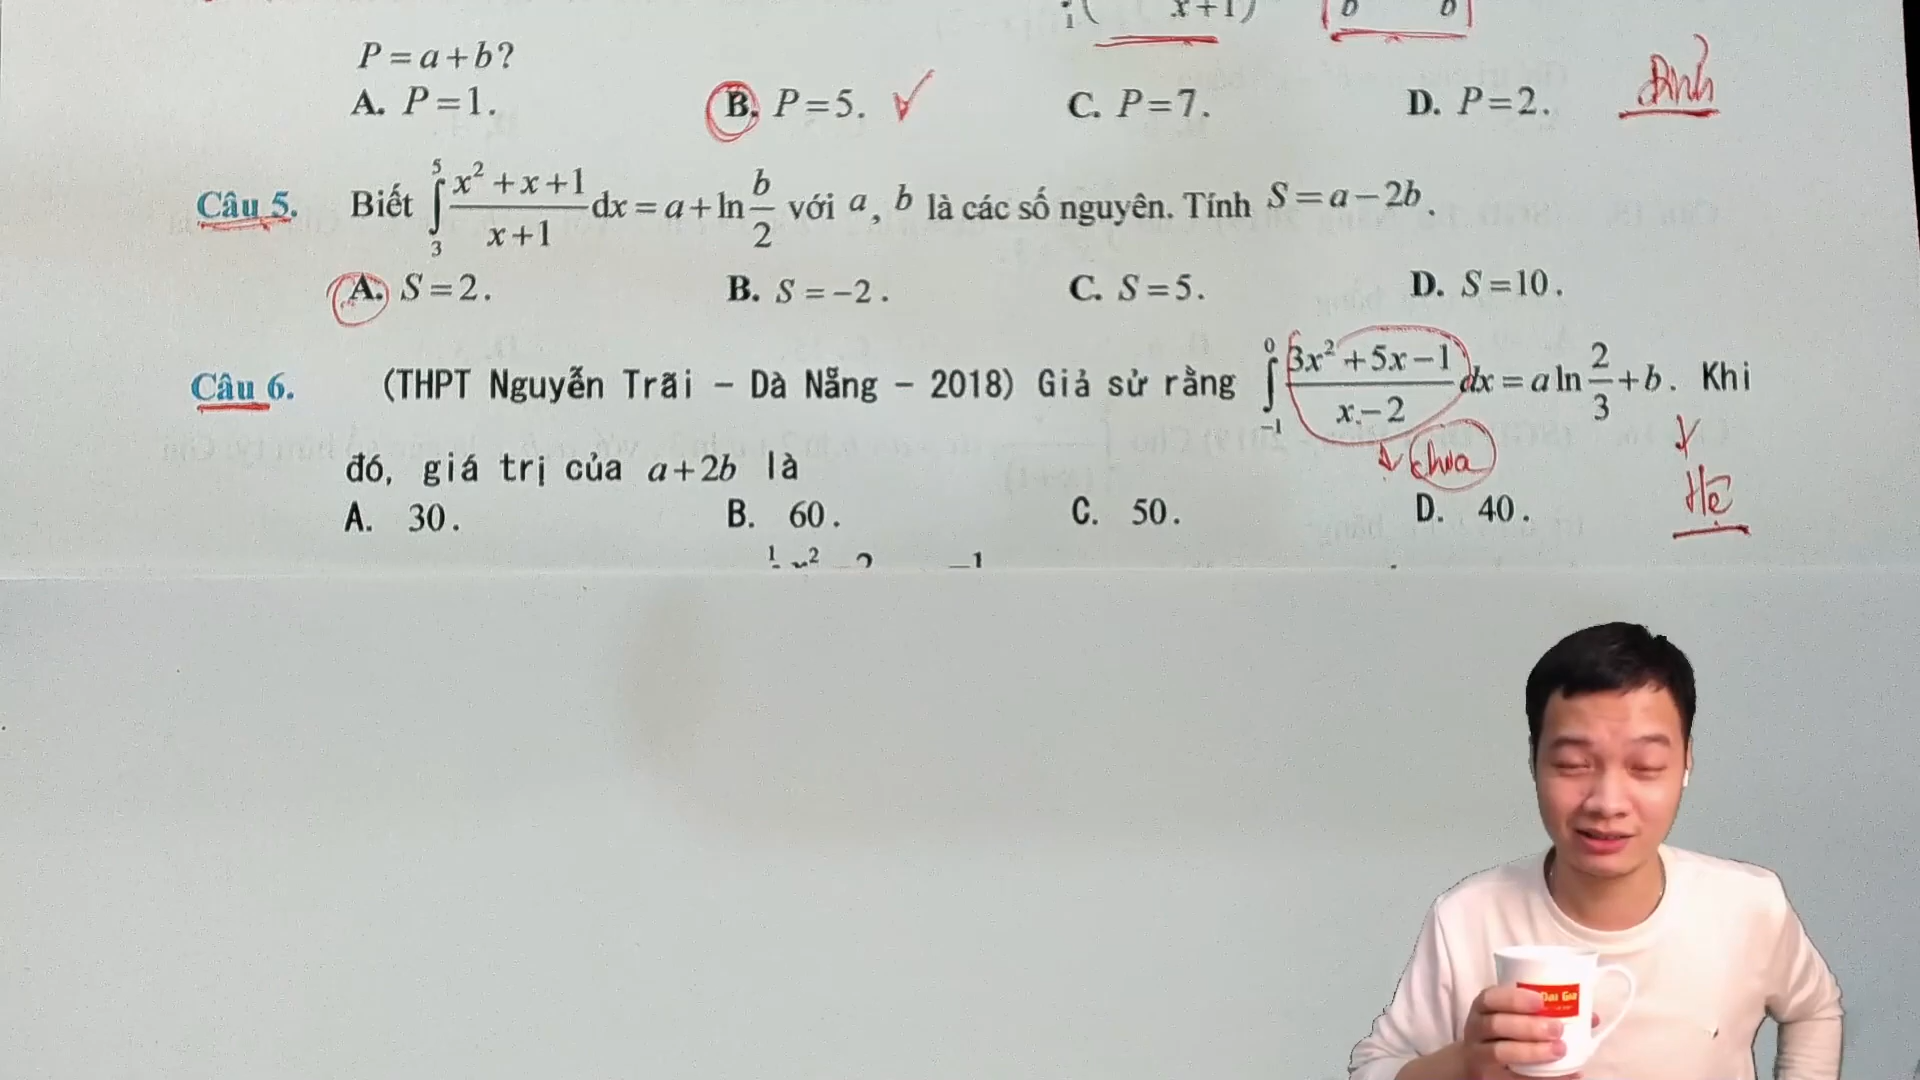 x+1) b b
P=a+b?
A. P=1. B. P=5. C. P=7. D. P=2. Đinh
Câu 5. Biết ∫₃⁵ (x²+x+1)/(x+1) dx = a + ln b/2 với a, b là các số nguyên. Tính S=a−2b.
A. S=2. B. S=−2. C. S=5. D. S=10.
Câu 6. (THPT Nguyễn Trãi - Dà Nẵng - 2018) Giả sử rằng ∫₋₁⁰ (3x²+5x−1)/(x−2) dx = a ln 2/3 + b. Khi
chia
đó, giá trị của a+2b là
Hệ
A. 30. B. 60. C. 50. D. 40.
Dai Gia